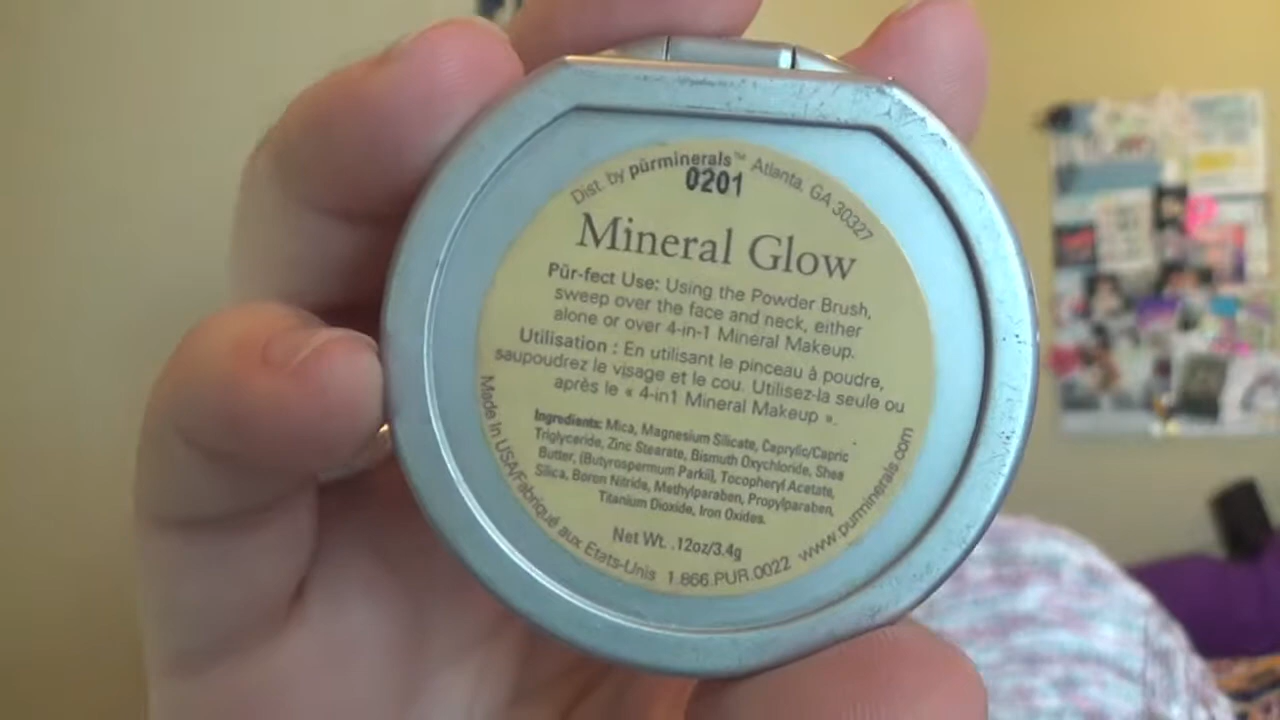 Dist. by pürminerals™ Atlanta, GA 30327
0201
Mineral Glow
Pür-fect Use: Using the Powder Brush,
sweep over the face and neck, either
alone or over 4-in-1 Mineral Makeup.
Utilisation : En utilisant le pinceau à poudre,
saupoudrez le visage et le cou. Utilisez-la seule ou
après le « 4-in1 Mineral Makeup ».
Ingredients: Mica, Magnesium Silicate, Caprylic/Capric
Triglyceride, Zinc Stearate, Bismuth Oxychloride, Shea
Butter, (Butyrospermum Parkii), Tocopheryl Acetate,
Silica, Boron Nitride, Methylparaben, Propylparaben,
Titanium Dioxide, Iron Oxides.
Net Wt. .12oz/3.4g
Made In USA/Fabriqué aux Etats-Unis 1.866.PUR.0022 www.purminerals.com